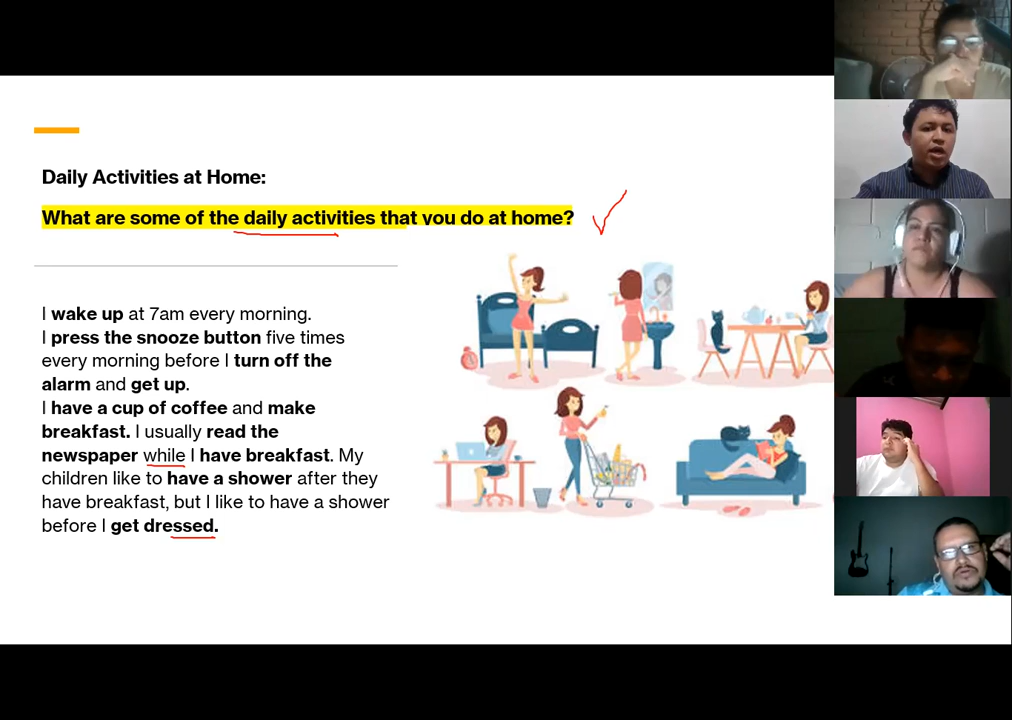 Daily Activities at Home:
What are some of the daily activities that you do at home?
I wake up at 7am every morning.
I press the snooze button five times
every morning before I turn off the
alarm and get up.
I have a cup of coffee and make
breakfast. I usually read the
newspaper while I have breakfast. My
children like to have a shower after they
have breakfast, but I like to have a shower
before I get dressed.